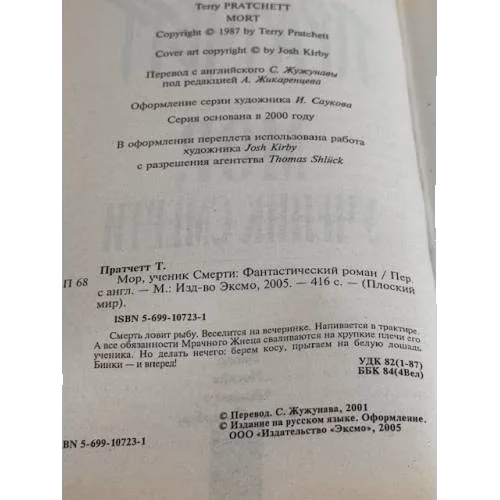 Terry PRATCHETT
MORT
Copyright © 1987 by Terry Pratchett
Cover art copyright © by Josh Kirby
Перевод с английского С. Жужунавы
под редакцией А. Жикаренцева
Оформление серии художника И. Саукова
Серия основана в 2000 году
В оформлении переплета использована работа
художника Josh Kirby
с разрешения агентства Thomas Shlück
УЧЕНИК СМЕРТИ
Пратчетт Т.
П 68 Мор, ученик Смерти: Фантастический роман / Пер.
с англ. — М.: Изд-во Эксмо, 2005. — 416 с. — (Плоский
мир).
ISBN 5-699-10723-1
Смерть ловит рыбу. Веселится на вечеринке. Напивается в трактире.
А все обязанности Мрачного Жнеца сваливаются на хрупкие плечи его
ученика. Но делать нечего: берем косу, прыгаем на белую лошадь
Бинки — и вперед!
УДК 82(1-87)
ББК 84(4Вел)
© Перевод. С. Жужунава, 2001
© Издание на русском языке. Оформление.
ООО «Издательство «Эксмо», 2005
BN 5-699-10723-1